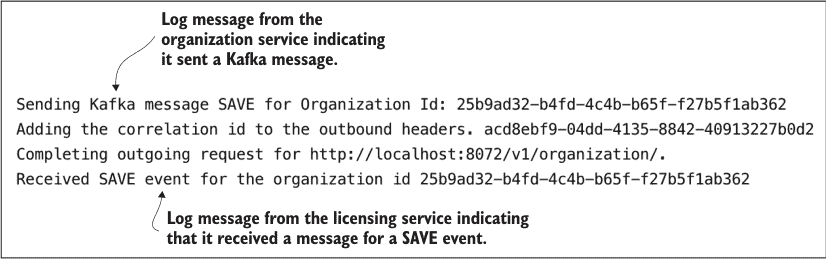 Log message from the
organization service indicating
it sent a Kafka message.
Sending Kafka message SAVE for Organization Id: 25b9ad32-b4fd-4c4b-b65f-f27b5f1ab362
Adding the correlation id to the outbound headers. acd8ebf9-04dd-4135-8842-40913227b0d2
Completing outgoing request for http://localhost:8072/v1/organization/.
Received SAVE event for the organization id 25b9ad32-b4fd-4c4b-b65f-f27b5f1ab362
Log message from the licensing service indicating
that it received a message for a SAVE event.